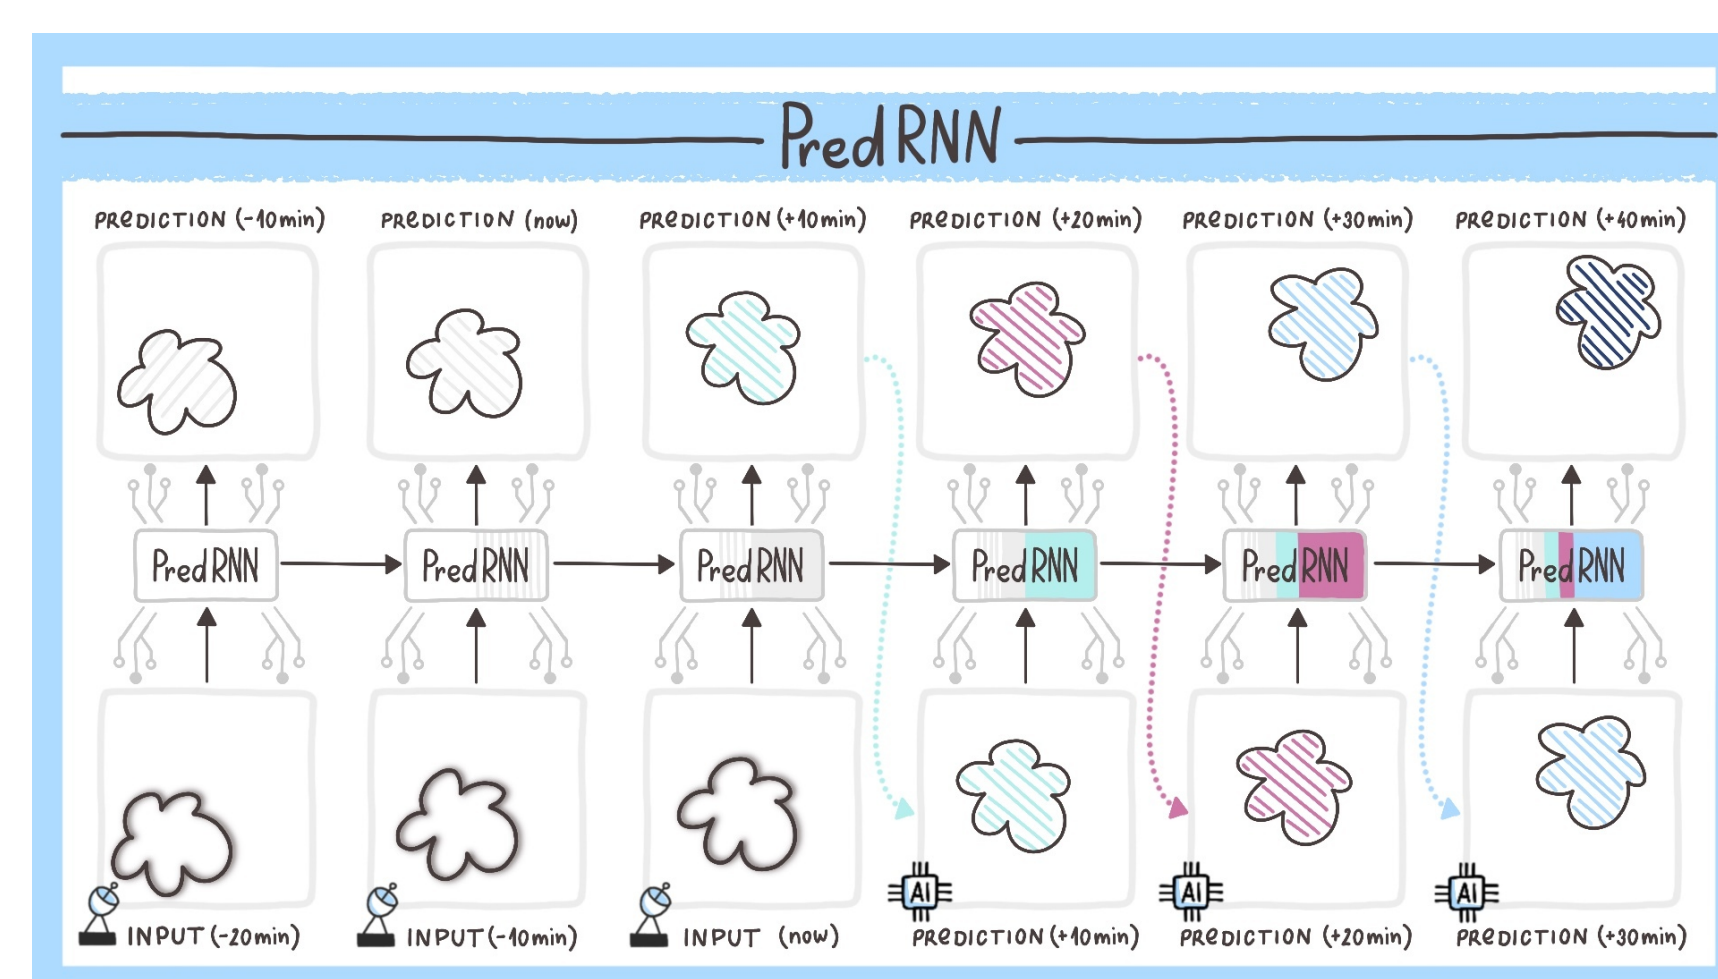 PredRNN
PREDICTION (-10min)
PREDICTION (now)
PREDICTION (+10min)
PREDICTION (+20min)
PREDICTION (+30min)
PREDICTION (+40min)
PredRNN
PredRNN
PredRNN
PredRNN
PredRNN
PredRNN
AI
AI
AI
INPUT (-20min)
INPUT (-10min)
INPUT (now)
PREDICTION (+10min)
PREDICTION (+20min)
PREDICTION (+30min)